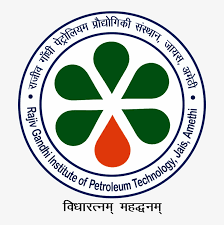 राजीव गाँधी पेट्रोलियम प्रौद्योगिकी संस्थान, जायस, अमेठी
Rajiv Gandhi Institute of Petroleum Technology, Jais, Amethi
विद्यारत्नम् महद्धनम्